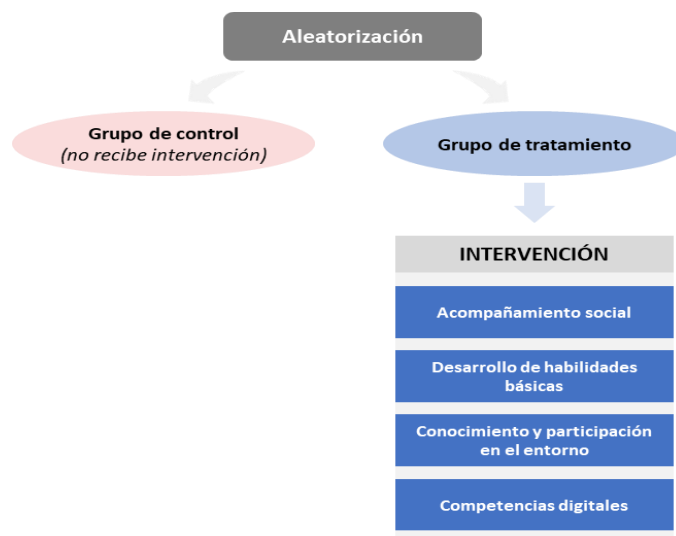 Aleatorización
Grupo de control
(no recibe intervención)
Grupo de tratamiento
INTERVENCIÓN
Acompañamiento social
Desarrollo de habilidades
básicas
Conocimiento y participación
en el entorno
Competencias digitales